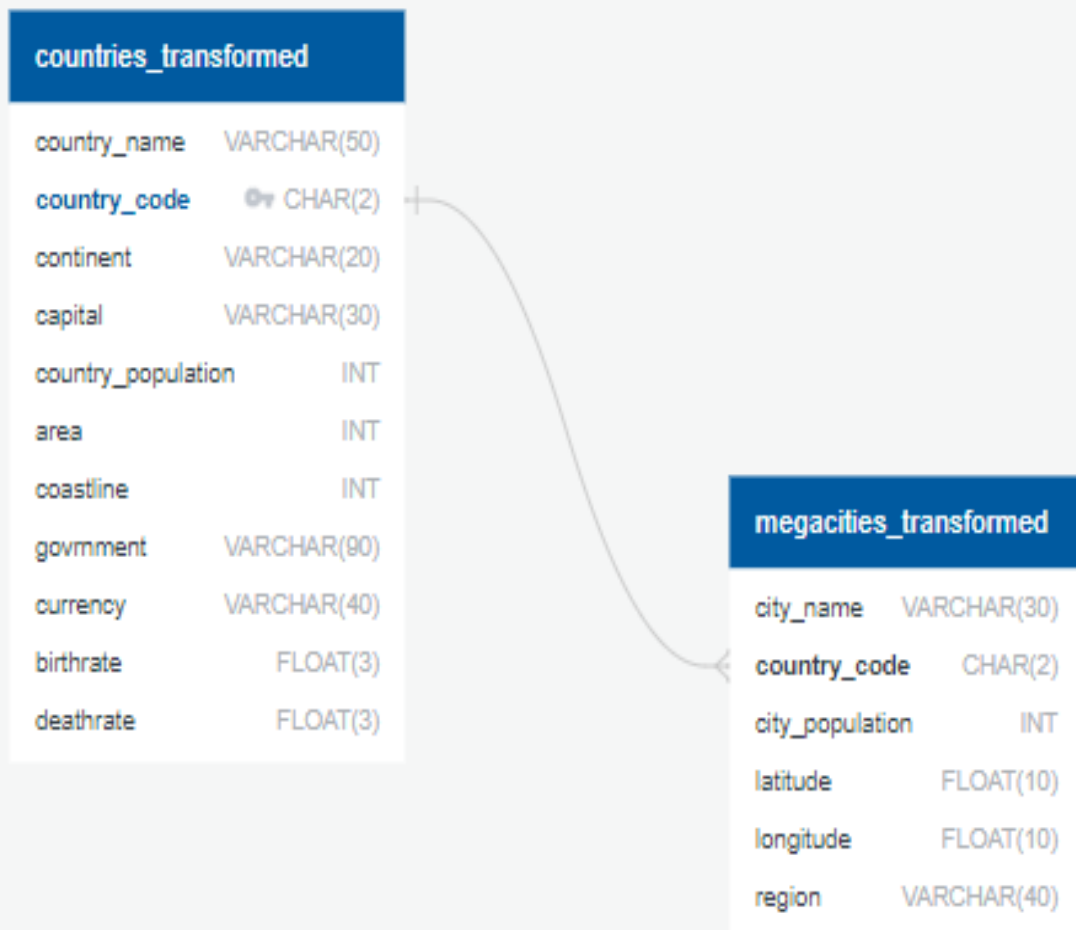 countries_transformed
country_name VARCHAR(50)
country_code CHAR(2)
continent VARCHAR(20)
capital VARCHAR(30)
country_population INT
area INT
coastline INT
govrnment VARCHAR(90)
currency VARCHAR(40)
birthrate FLOAT(3)
deathrate FLOAT(3)
megacities_transformed
city_name VARCHAR(30)
country_code CHAR(2)
city_population INT
latitude FLOAT(10)
longitude FLOAT(10)
region VARCHAR(40)